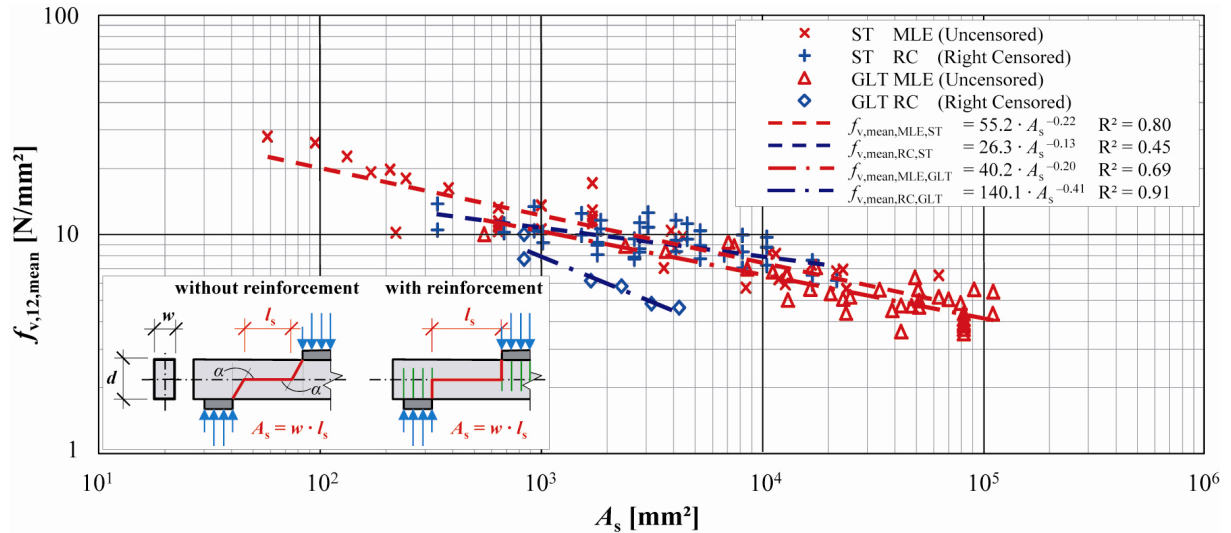 100
10
1
f_v,12,mean [N/mm²]
10¹
10²
10³
10⁴
10⁵
10⁶
A_s [mm²]
ST MLE (Uncensored)
ST RC (Right Censored)
GLT MLE (Uncensored)
GLT RC (Right Censored)
f_v,mean,MLE,ST = 55.2 · A_s^−0.22 R² = 0.80
f_v,mean,RC,ST = 26.3 · A_s^−0.13 R² = 0.45
f_v,mean,MLE,GLT = 40.2 · A_s^−0.20 R² = 0.69
f_v,mean,RC,GLT = 140.1 · A_s^−0.41 R² = 0.91
without reinforcement
w
l_s
d
α
α
A_s = w · l_s
with reinforcement
l_s
A_s = w · l_s